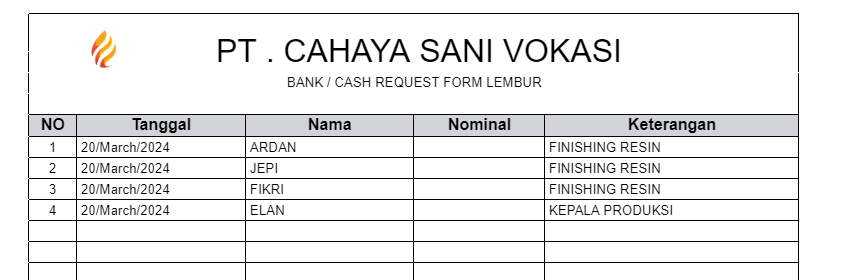 PT . CAHAYA SANI VOKASI
BANK / CASH REQUEST FORM LEMBUR
NO Tanggal Nama Nominal Keterangan
1 20/March/2024 ARDAN FINISHING RESIN
2 20/March/2024 JEPI FINISHING RESIN
3 20/March/2024 FIKRI FINISHING RESIN
4 20/March/2024 ELAN KEPALA PRODUKSI